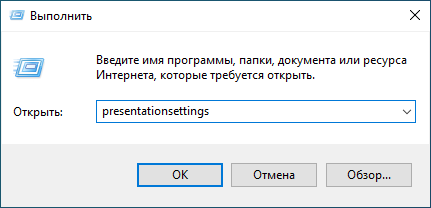 Выполнить
Введите имя программы, папки, документа или ресурса
Интернета, которые требуется открыть.
Открыть: presentationsettings
ОК Отмена Обзор...